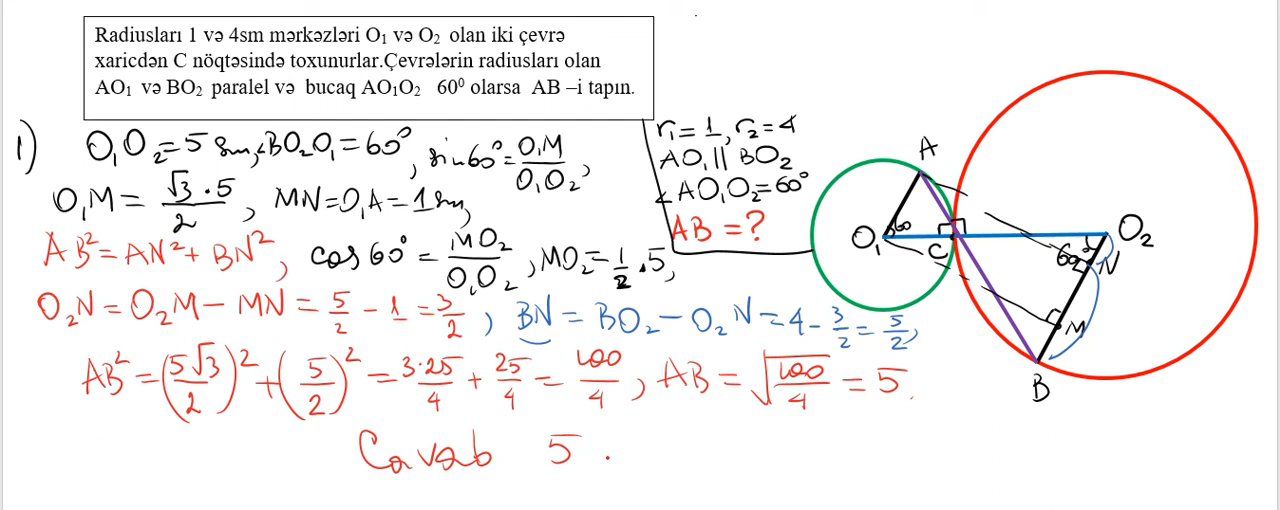 Radiusları 1 və 4sm mərkəzləri O₁ və O₂ olan iki çevrə
xaricdən C nöqtəsində toxunurlar.Çevrələrin radiusları olan
AO₁ və BO₂ paralel və bucaq AO₁O₂ 60⁰ olarsa AB –i tapın.
1) O₁O₂=5 sm, ∠BO₂O₁=60°, sin60°=O₁M/O₁O₂,
O₁M=√3·5/2, MN=O₁A=1sm,
AB²=AN²+BN², cos60°=MO₂/O₁O₂, MO₂=1/2·5,
O₂N=O₂M–MN=5/2–1=3/2, BN=BO₂–O₂N=4–3/2=5/2,
AB²=(5√3/2)²+(5/2)²=3·25/4+25/4=100/4, AB=√100/4=5.
Cavab 5.
r₁=1, r₂=4
AO₁||BO₂
∠AO₁O₂=60°
AB=?
A
O₁
60
C
O₂
60°
N
M
B